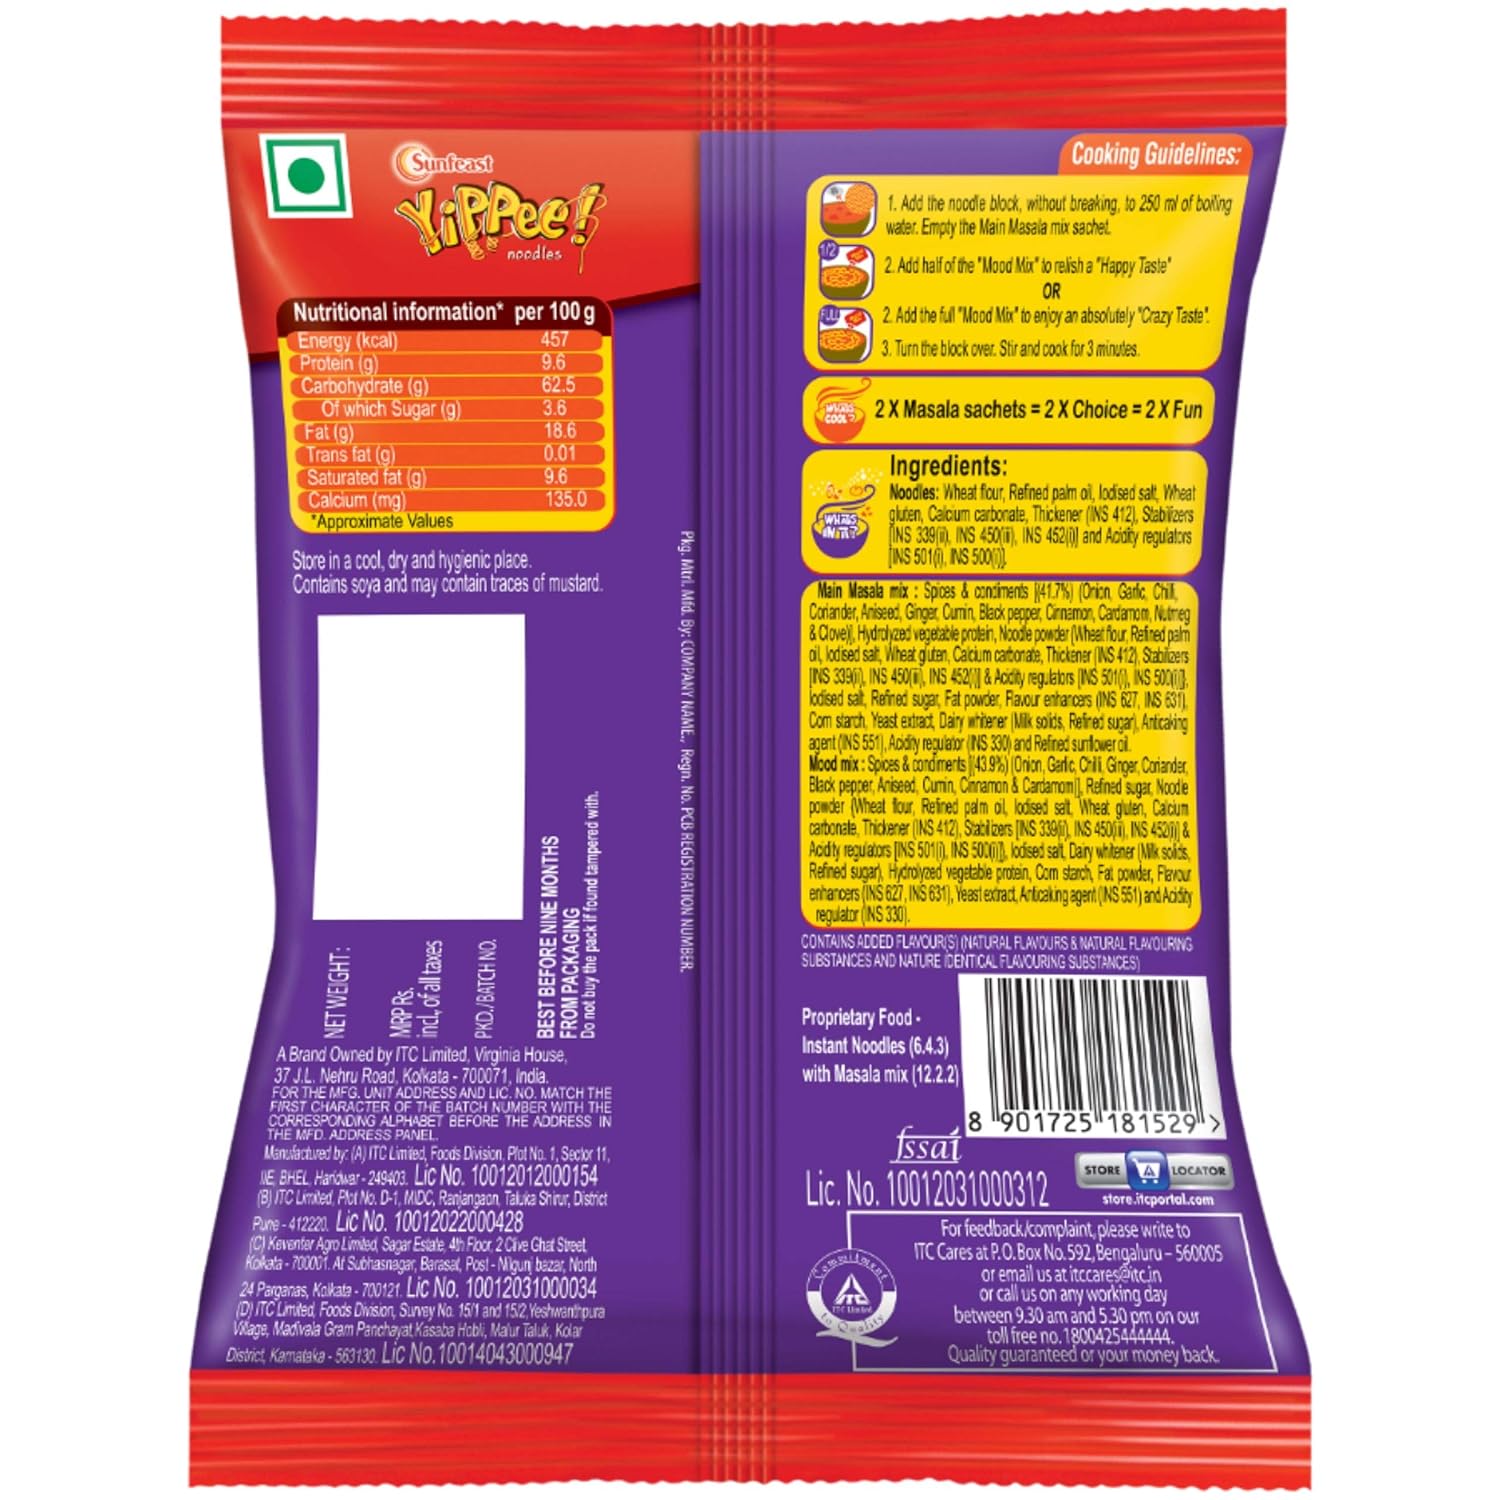 Sunfeast
YiPPee!
noodles
Nutritional information* per 100 g
Energy (kcal) 457
Protein (g) 9.6
Carbohydrate (g) 62.5
Of which Sugar (g) 3.6
Fat (g) 18.6
Trans fat (g) 0.01
Saturated fat (g) 9.6
Calcium (mg) 135.0
*Approximate Values
Store in a cool, dry and hygienic place.
Contains soya and may contain traces of mustard.
NET WEIGHT:
MRP Rs.
incl, of all taxes
PKD./BATCH NO.
BEST BEFORE NINE MONTHS
FROM PACKAGING
Do not buy the pack if found tampered with.
A Brand Owned by ITC Limited, Virginia House,
37 J.L. Nehru Road, Kolkata - 700071, India.
FOR THE MFG. UNIT ADDRESS AND LIC. NO. MATCH THE
FIRST CHARACTER OF THE BATCH NUMBER WITH THE
CORRESPONDING ALPHABET BEFORE THE ADDRESS IN
THE MFD. ADDRESS PANEL.
Manufactured by: (A) ITC Limited, Foods Division, Plot No. 1, Sector 11,
IIE, BHEL, Haridwar - 249403. Lic No. 10012012000154
(B) ITC Limited, Plot No. D-1, MIDC, Ranjangaon, Taluka Shirur, District
Pune - 412220. Lic No. 10012022000428
(C) Keventer Agro Limited, Sagar Estate, 4th Floor, 2 Clive Ghat Street,
Kolkata - 700001. At Subhasnagar, Barasat, Post - Nilgunj bazar, North
24 Parganas, Kolkata - 700121. Lic No. 10012031000034
(D) ITC Limited, Foods Division, Survey No. 15/1 and 15/2, Yeshwanthpura
Village, Madivala Gram Panchayat, Kasaba Hobli, Malur Taluk, Kolar
District, Karnataka - 563130. Lic No. 10014043000947
Pkg. Mtrl. Mfd. By: COMPANY NAME., Regn. No. PCB REGISTRATION NUMBER.
Cooking Guidelines:
1. Add the noodle block, without breaking, to 250 ml of boiling
water. Empty the Main Masala mix sachet.
1/2
2. Add half of the "Mood Mix" to relish a "Happy Taste"
OR
FULL
2. Add the full "Mood Mix" to enjoy an absolutely "Crazy Taste".
3. Turn the block over. Stir and cook for 3 minutes.
WHATS
COOL?
2 X Masala sachets = 2 X Choice = 2 X Fun
WHATS
IN IT?
Ingredients:
Noodles: Wheat flour, Refined palm oil, Iodised salt, Wheat
gluten, Calcium carbonate, Thickener (INS 412), Stabilizers
[INS 339(ii), INS 450(iii), INS 452(i)] and Acidity regulators
[INS 501(i), INS 500(i)].
Main Masala mix : Spices & condiments [(41.7%) (Onion, Garlic, Chilli,
Coriander, Aniseed, Ginger, Cumin, Black pepper, Cinnamon, Cardamom, Nutmeg
& Clove)], Hydrolyzed vegetable protein, Noodle powder {Wheat flour, Refined palm
oil, Iodised salt, Wheat gluten, Calcium carbonate, Thickener (INS 412), Stabilizers
[INS 339(ii), INS 450(iii), INS 452(i)] & Acidity regulators [INS 501(i), INS 500(i)]},
Iodised salt, Refined sugar, Fat powder, Flavour enhancers (INS 627, INS 631),
Corn starch, Yeast extract, Dairy whitener (Milk solids, Refined sugar), Anticaking
agent (INS 551), Acidity regulator (INS 330) and Refined sunflower oil.
Mood mix : Spices & condiments [(43.9%) (Onion, Garlic, Chilli, Ginger, Coriander,
Black pepper, Aniseed, Cumin, Cinnamon & Cardamom)], Refined sugar, Noodle
powder {Wheat flour, Refined palm oil, Iodised salt, Wheat gluten, Calcium
carbonate, Thickener (INS 412), Stabilizers [INS 339(ii), INS 450(iii), INS 452(i)] &
Acidity regulators [INS 501(i), INS 500(i)]}, Iodised salt, Dairy whitener (Milk solids,
Refined sugar), Hydrolyzed vegetable protein, Corn starch, Fat powder, Flavour
enhancers (INS 627, INS 631), Yeast extract, Anticaking agent (INS 551) and Acidity
regulator (INS 330).
CONTAINS ADDED FLAVOUR(S) (NATURAL FLAVOURS & NATURAL FLAVOURING
SUBSTANCES AND NATURE IDENTICAL FLAVOURING SUBSTANCES)
Proprietary Food -
Instant Noodles (6.4.3)
with Masala mix (12.2.2)
8 901725 181529 >
fssai
Lic. No. 10012031000312
STORE LOCATOR
store.itcportal.com
Commitment
ITC Limited
to Quality
For feedback/complaint, please write to
ITC Cares at P.O. Box No. 592, Bengaluru – 560005
or email us at itccares@itc.in
or call us on any working day
between 9.30 am and 5.30 pm on our
toll free no. 1800425444444.
Quality guaranteed or your money back.